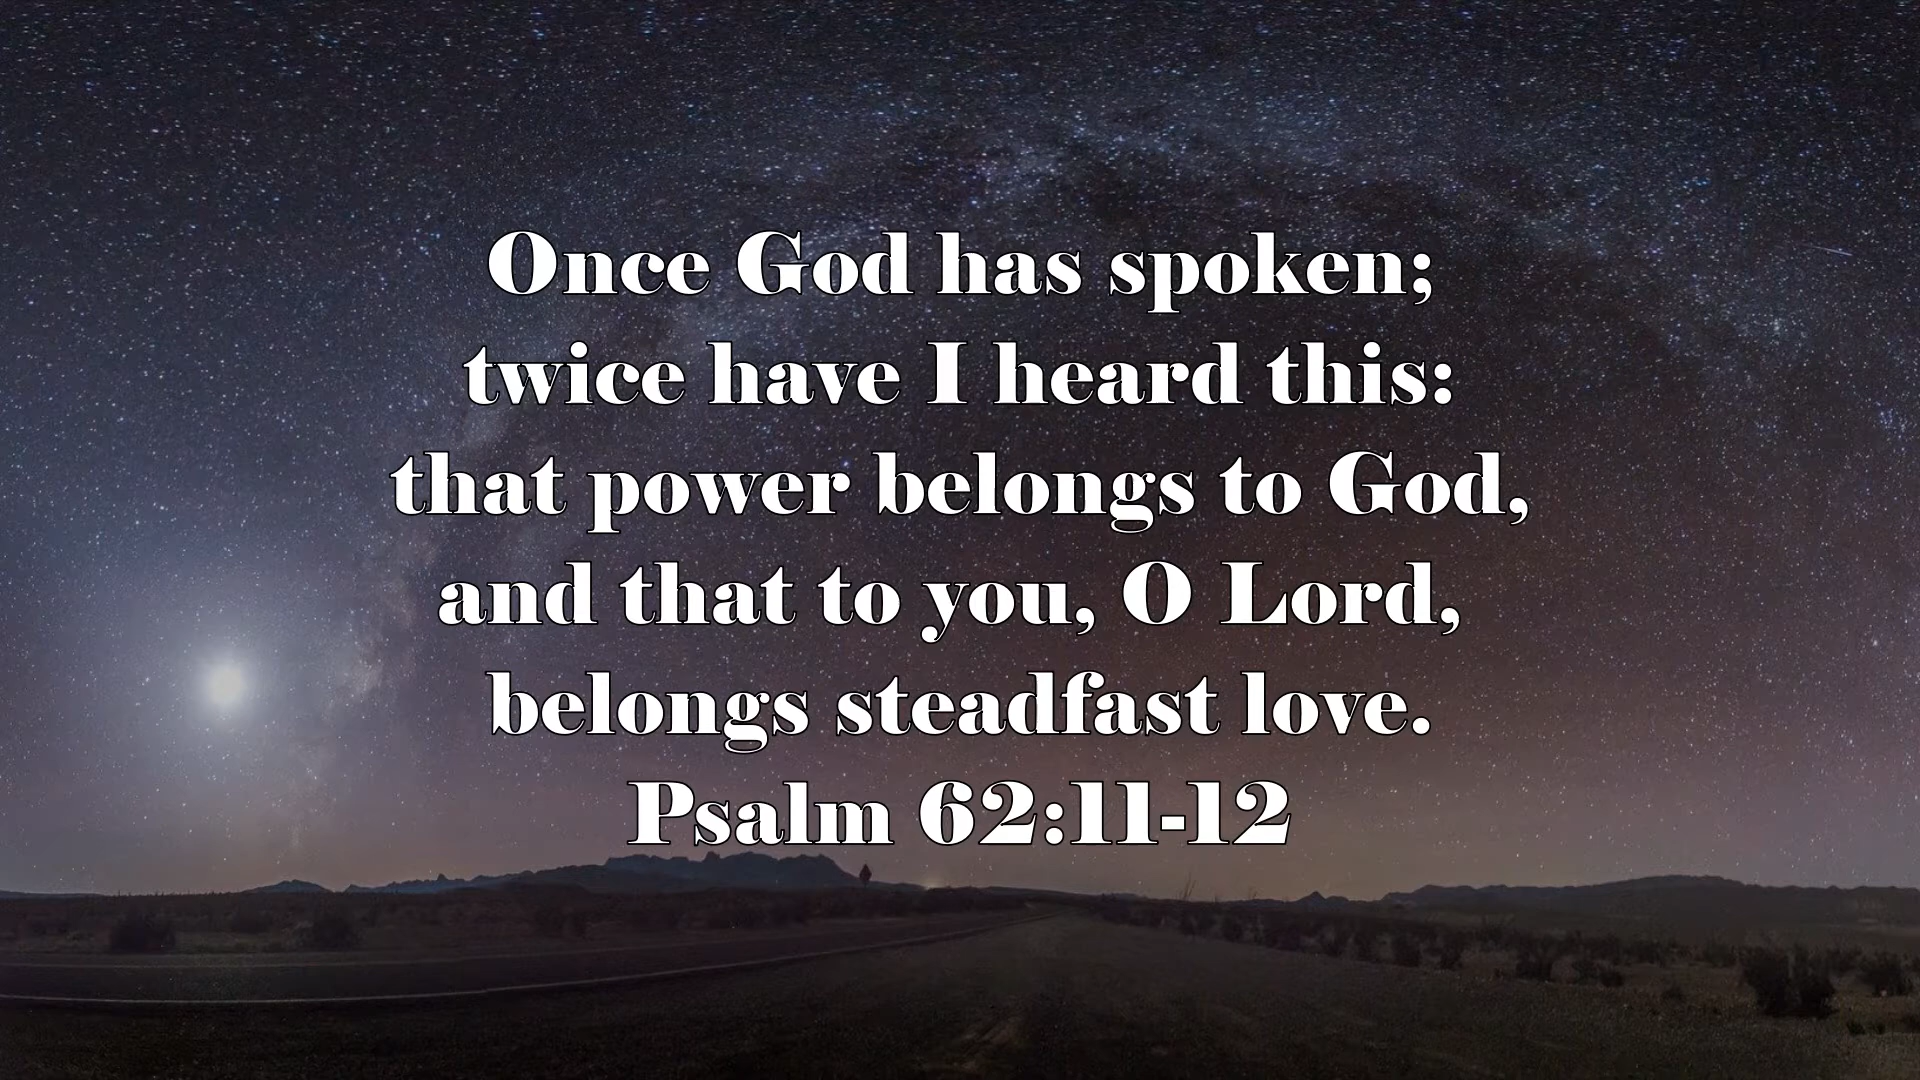 Once God has spoken;
twice have I heard this:
that power belongs to God,
and that to you, O Lord,
belongs steadfast love.
Psalm 62:11-12